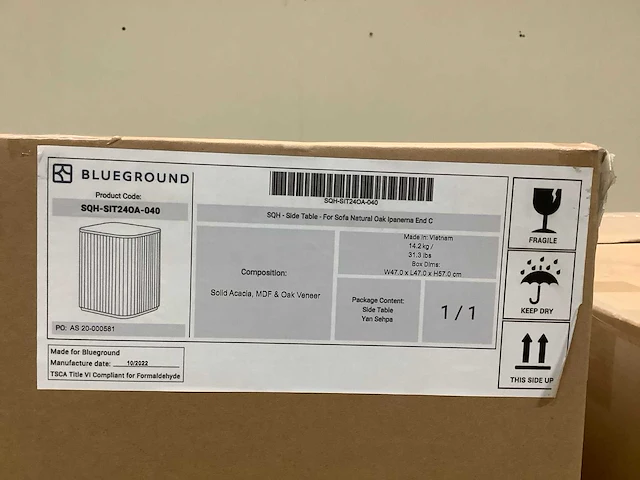 BLUEGROUND
Product Code:
SQH-SIT24OA-040
PO: AS 20-000581
Made for Blueground
Manufacture date: 10/2022
TSCA Title VI Compliant for Formaldehyde
SQH-SIT24OA-040
SQH - Side Table - For Sofa Natural Oak Ipanema End C
Composition:
Solid Acacia, MDF & Oak Veneer
Made in: Vietnam
14.2 kg /
31.3 lbs
Box Dims:
W47.0 x L47.0 x H57.0 cm
Package Content:
Side Table
Yan Sehpa
1 / 1
FRAGILE
KEEP DRY
THIS SIDE UP